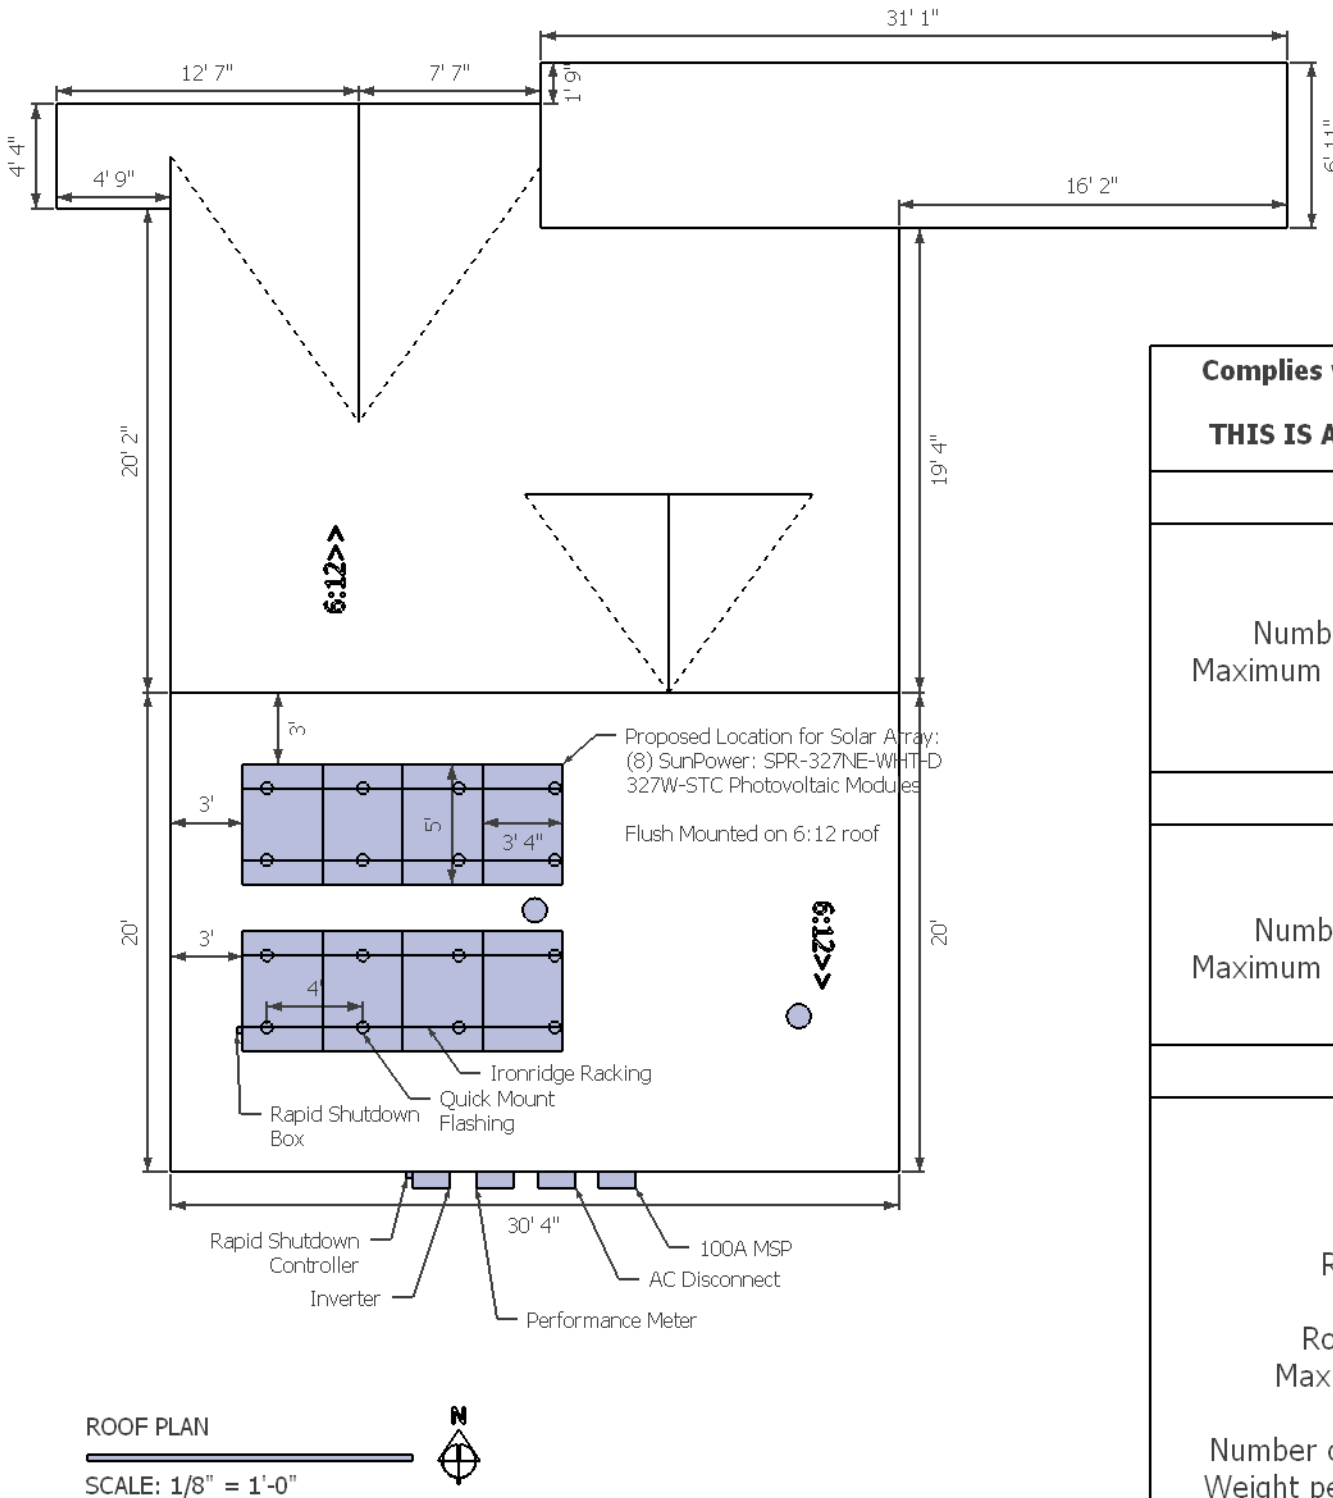 31' 1"
12' 7"
7' 7"
1' 9"
4' 4"
6' 11"
4' 9"
16' 2"
20' 2"
19' 4"
6:12>>
3'
Proposed Location for Solar Array:
(8) SunPower: SPR-327NE-WHT-D
327W-STC Photovoltaic Modules
Flush Mounted on 6:12 roof
3'
5'
3' 4"
20'
3'
6:12>>
20'
4'
Ironridge Racking
Quick Mount
Flashing
Rapid Shutdown
Box
30' 4"
Rapid Shutdown
Controller
100A MSP
AC Disconnect
Inverter
Performance Meter
ROOF PLAN
N
SCALE: 1/8" = 1'-0"
Complies
THIS IS A
Numb
Maximum
Numb
Maximum
R
Ro
Max
Number
Weight pe